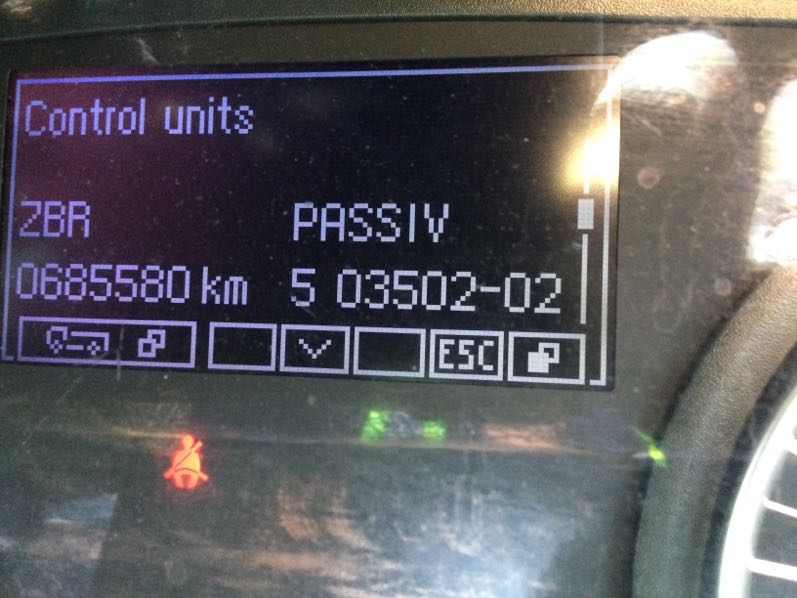 Control units
ZBR PASSIV
0685580 km 5 03502-02
ESC